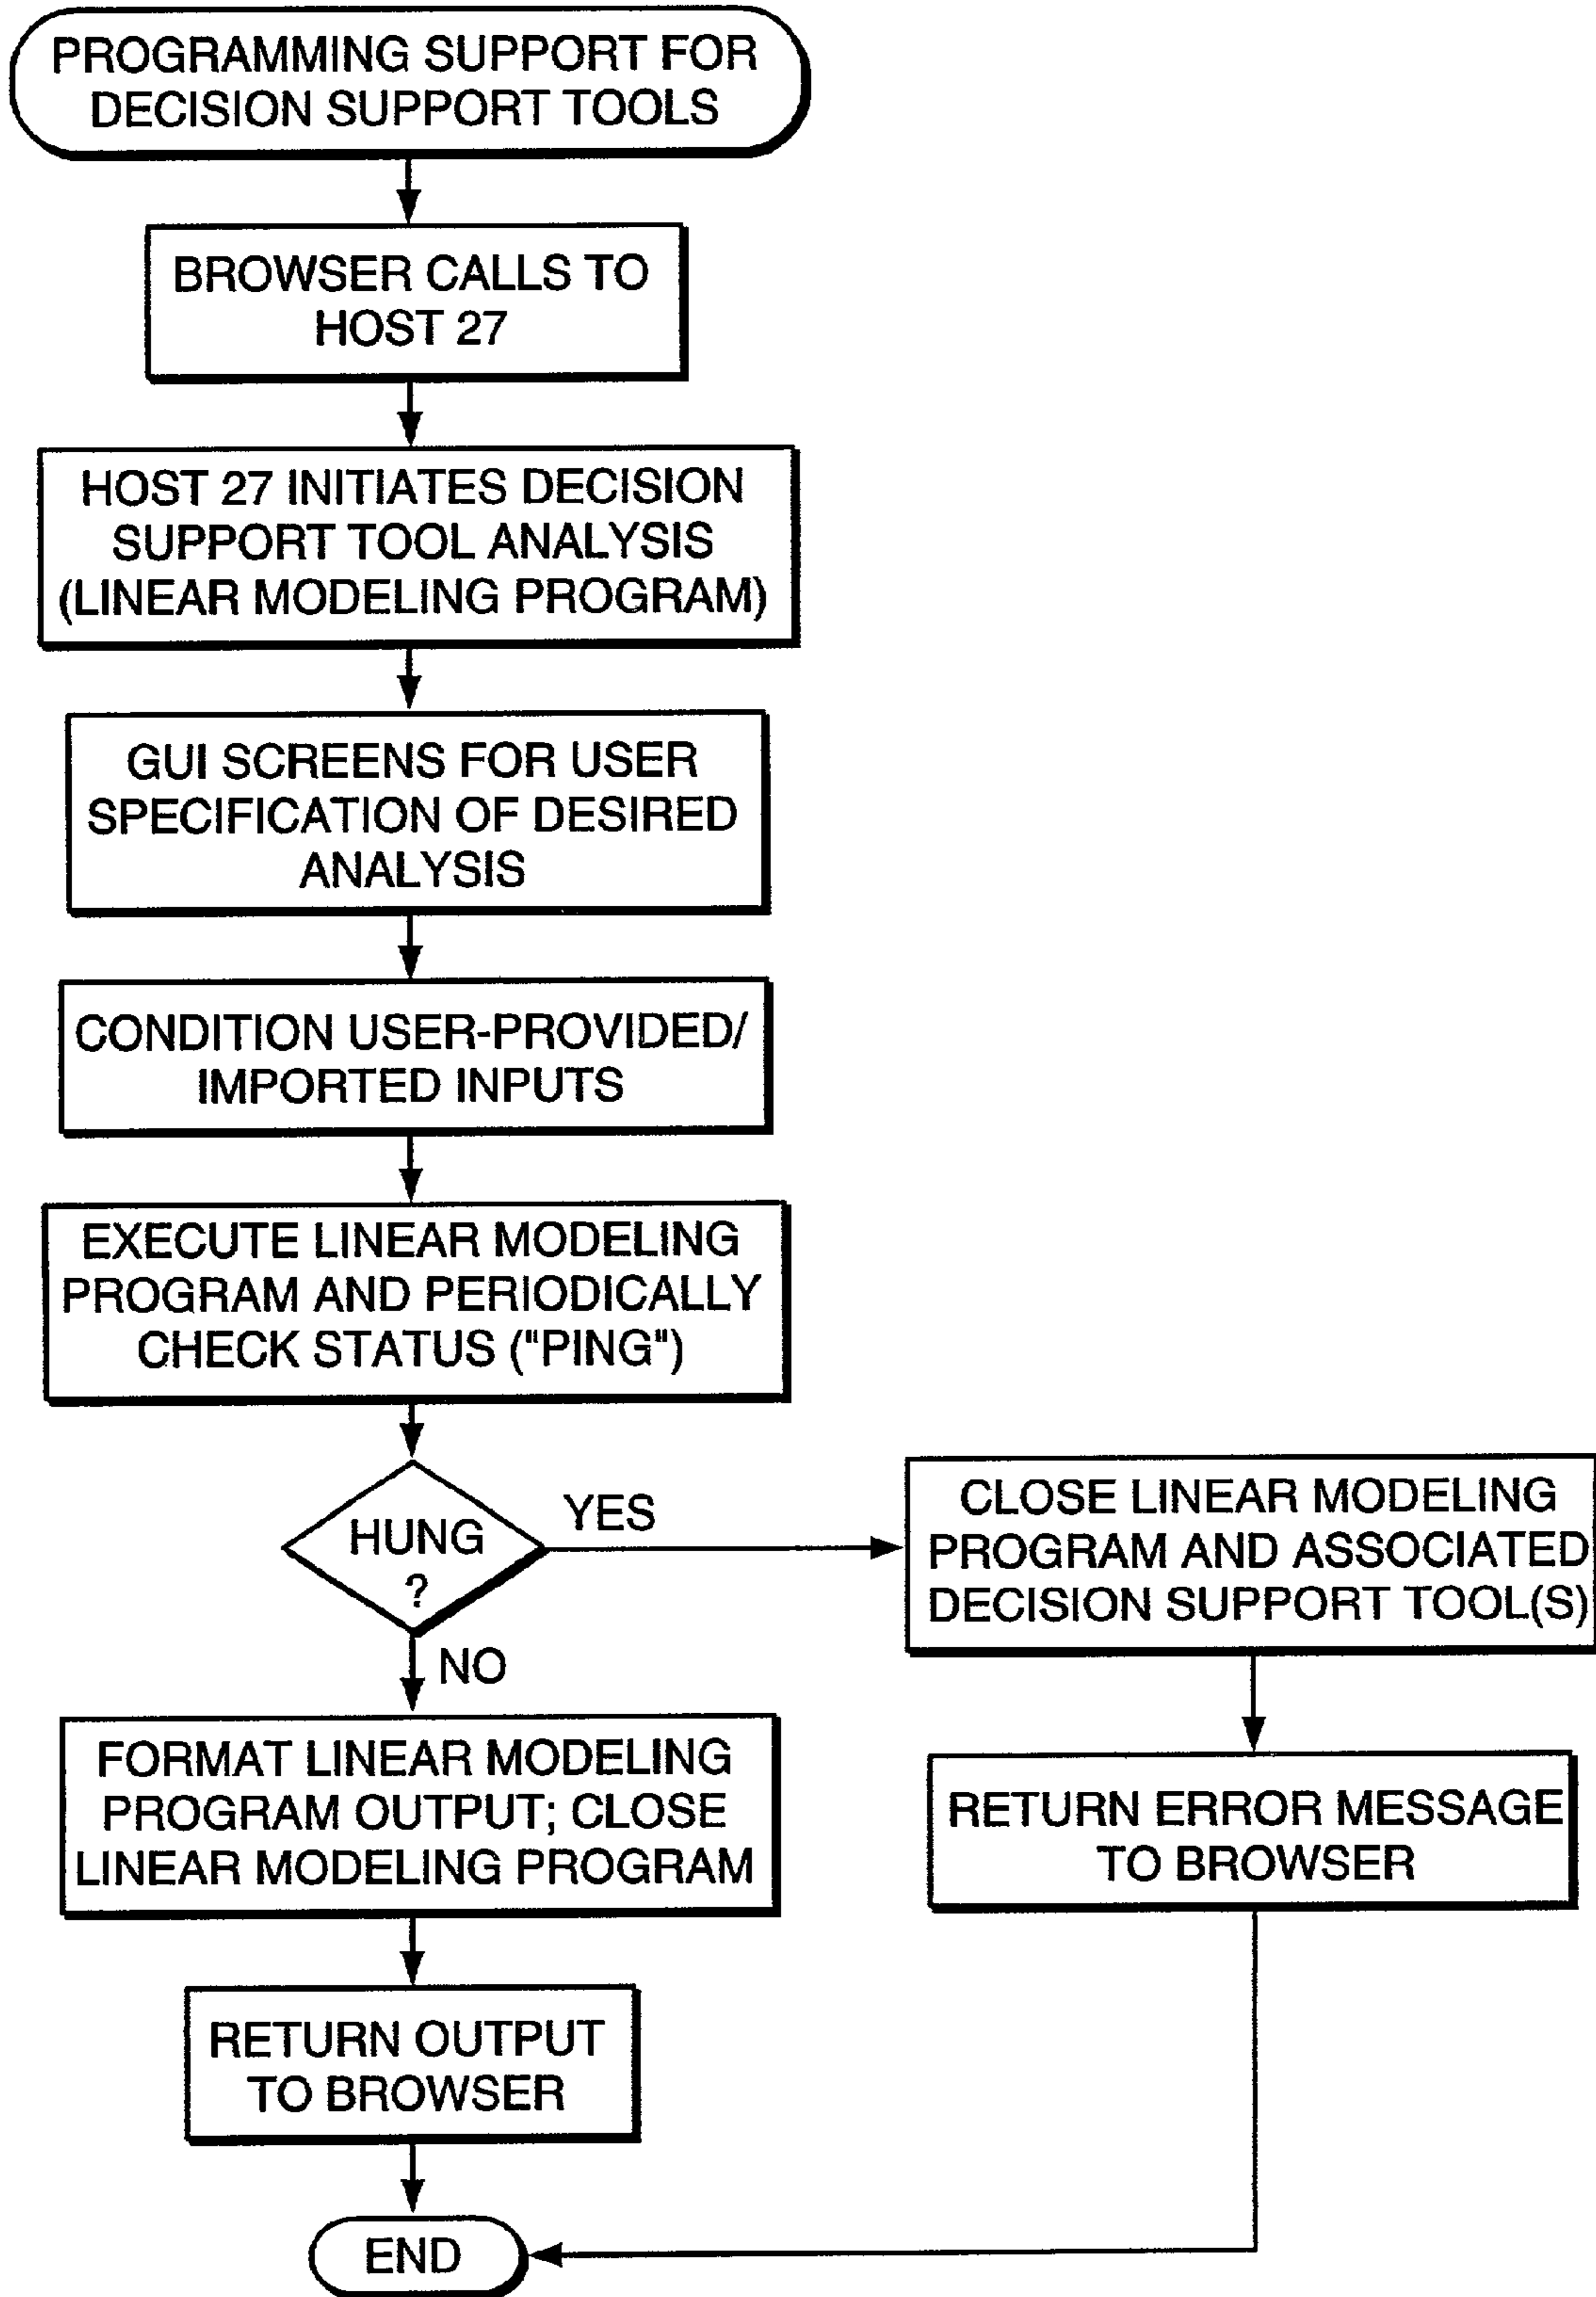 PROGRAMMING SUPPORT FOR
DECISION SUPPORT TOOLS
BROWSER CALLS TO
HOST 27
HOST 27 INITIATES DECISION
SUPPORT TOOL ANALYSIS
(LINEAR MODELING PROGRAM)
GUI SCREENS FOR USER
SPECIFICATION OF DESIRED
ANALYSIS
CONDITION USER-PROVIDED/
IMPORTED INPUTS
EXECUTE LINEAR MODELING
PROGRAM AND PERIODICALLY
CHECK STATUS ("PING")
HUNG
?
YES
CLOSE LINEAR MODELING
PROGRAM AND ASSOCIATED
DECISION SUPPORT TOOL(S)
NO
FORMAT LINEAR MODELING
PROGRAM OUTPUT; CLOSE
LINEAR MODELING PROGRAM
RETURN ERROR MESSAGE
TO BROWSER
RETURN OUTPUT
TO BROWSER
END